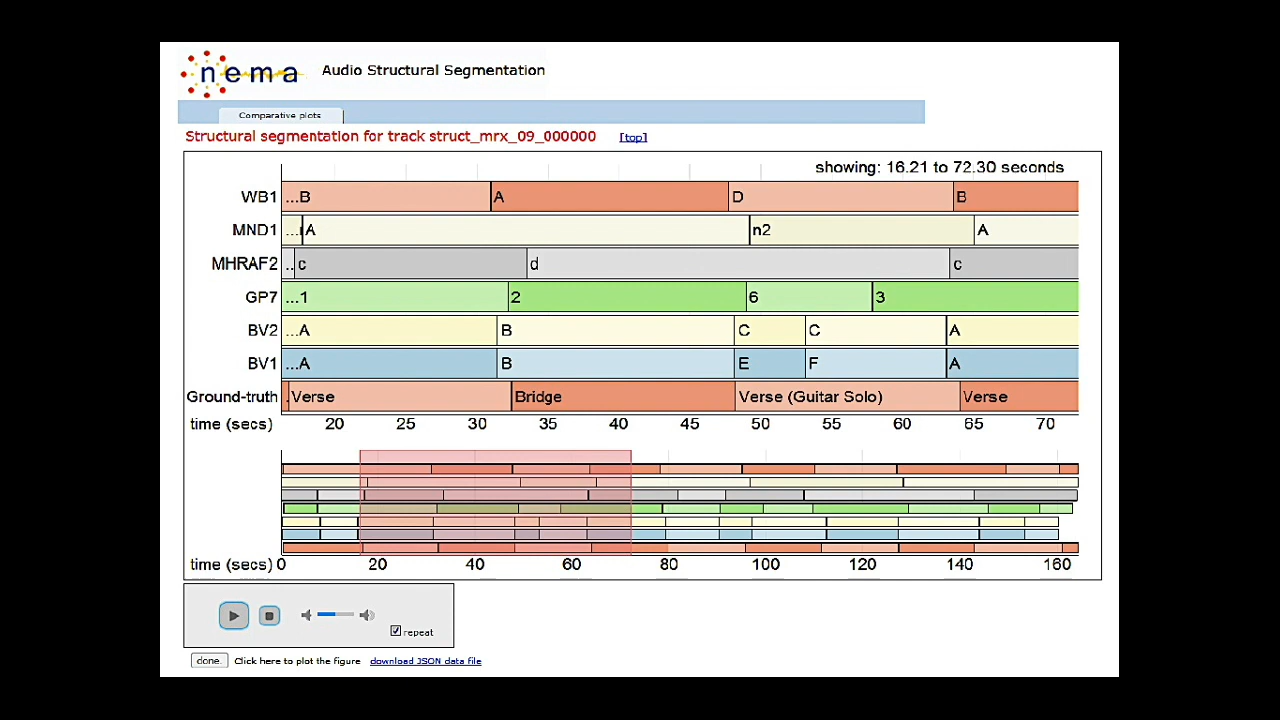 nema
Audio Structural Segmentation
Comparative plots
Structural segmentation for track struct_mrx_09_000000 [top]
showing: 16.21 to 72.30 seconds
WB1 ...B A D B
MND1 A n2 A
MHRAF2 ..c d c
GP7 ...1 2 6 3
BV2 ...A B C C A
BV1 ...A B E F A
Ground-truth Verse Bridge Verse (Guitar Solo) Verse
time (secs) 20 25 30 35 40 45 50 55 60 65 70
time (secs) 0 20 40 60 80 100 120 140 160
repeat
done. Click here to plot the figure download JSON data file